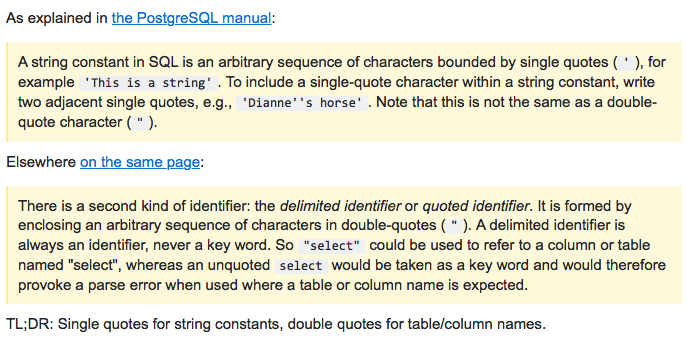 As explained in the PostgreSQL manual:
A string constant in SQL is an arbitrary sequence of characters bounded by single quotes ( ' ), for
example 'This is a string' . To include a single-quote character within a string constant, write
two adjacent single quotes, e.g., 'Dianne''s horse' . Note that this is not the same as a double-
quote character ( " ).
Elsewhere on the same page:
There is a second kind of identifier: the delimited identifier or quoted identifier. It is formed by
enclosing an arbitrary sequence of characters in double-quotes ( " ). A delimited identifier is
always an identifier, never a key word. So "select" could be used to refer to a column or table
named "select", whereas an unquoted select would be taken as a key word and would therefore
provoke a parse error when used where a table or column name is expected.
TL;DR: Single quotes for string constants, double quotes for table/column names.